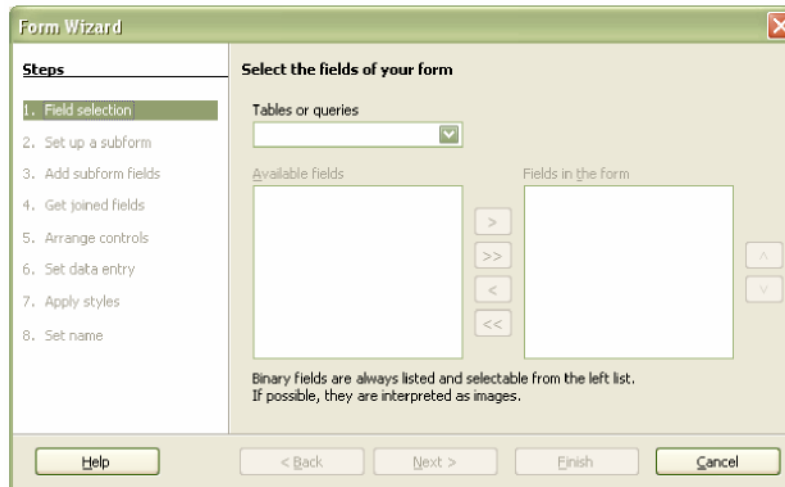 Form Wizard
Steps
1. Field selection
2. Set up a subform
3. Add subform fields
4. Get joined fields
5. Arrange controls
6. Set data entry
7. Apply styles
8. Set name
Select the fields of your form
Tables or queries
Available fields
Fields in the form
>
>>
<
<<
Binary fields are always listed and selectable from the left list.
If possible, they are interpreted as images.
Help
< Back
Next >
Finish
Cancel